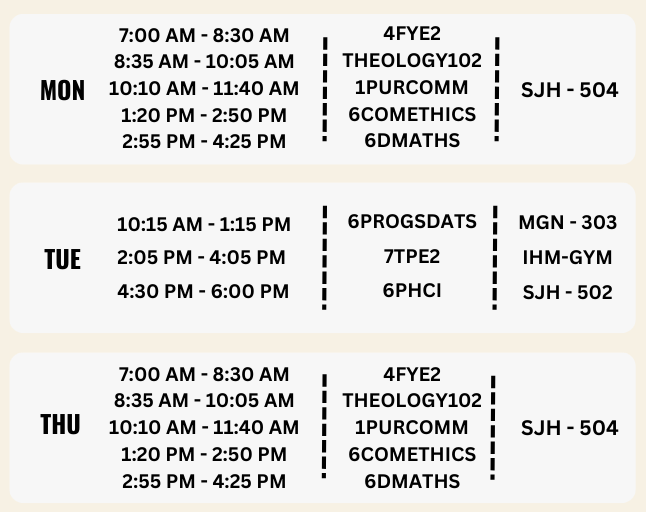 MON
7:00 AM - 8:30 AM 4FYE2
8:35 AM - 10:05 AM THEOLOGY102
10:10 AM - 11:40 AM 1PURCOMM SJH - 504
1:20 PM - 2:50 PM 6COMETHICS
2:55 PM - 4:25 PM 6DMATHS
TUE
10:15 AM - 1:15 PM 6PROGSDATS MGN - 303
2:05 PM - 4:05 PM 7TPE2 IHM-GYM
4:30 PM - 6:00 PM 6PHCI SJH - 502
THU
7:00 AM - 8:30 AM 4FYE2
8:35 AM - 10:05 AM THEOLOGY102
10:10 AM - 11:40 AM 1PURCOMM SJH - 504
1:20 PM - 2:50 PM 6COMETHICS
2:55 PM - 4:25 PM 6DMATHS